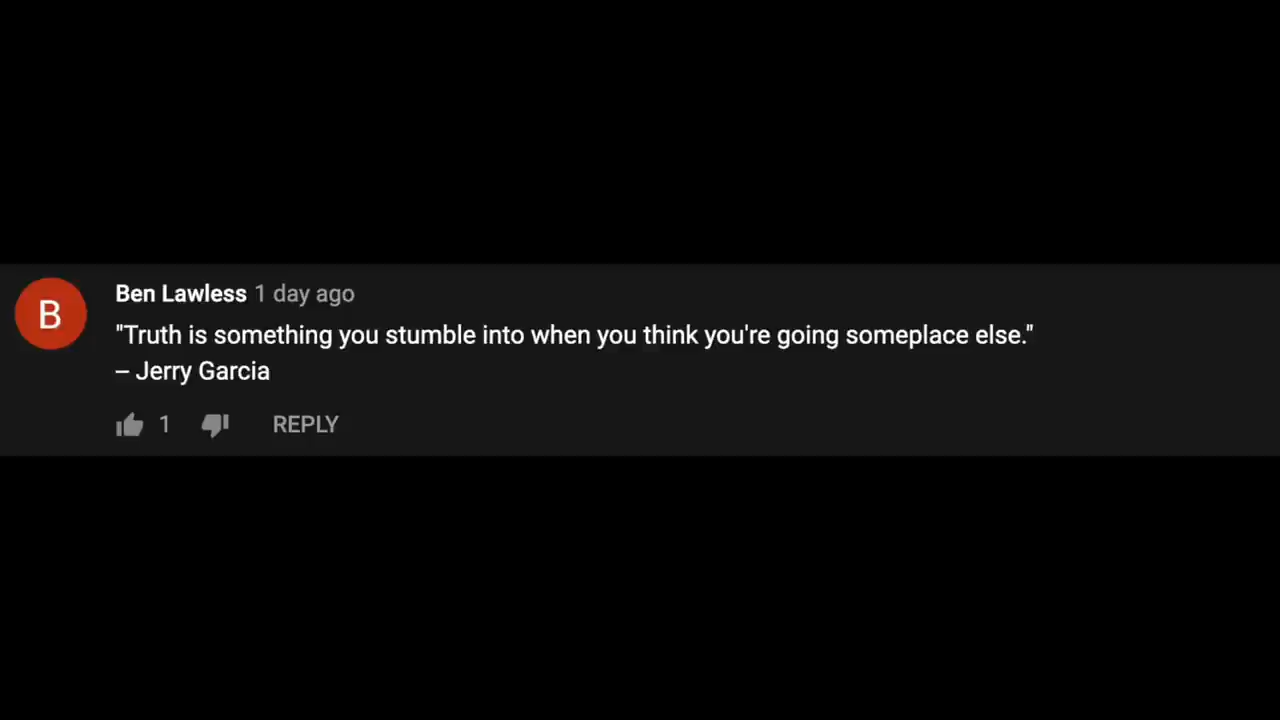 B
Ben Lawless 1 day ago
"Truth is something you stumble into when you think you're going someplace else."
– Jerry Garcia
1 REPLY